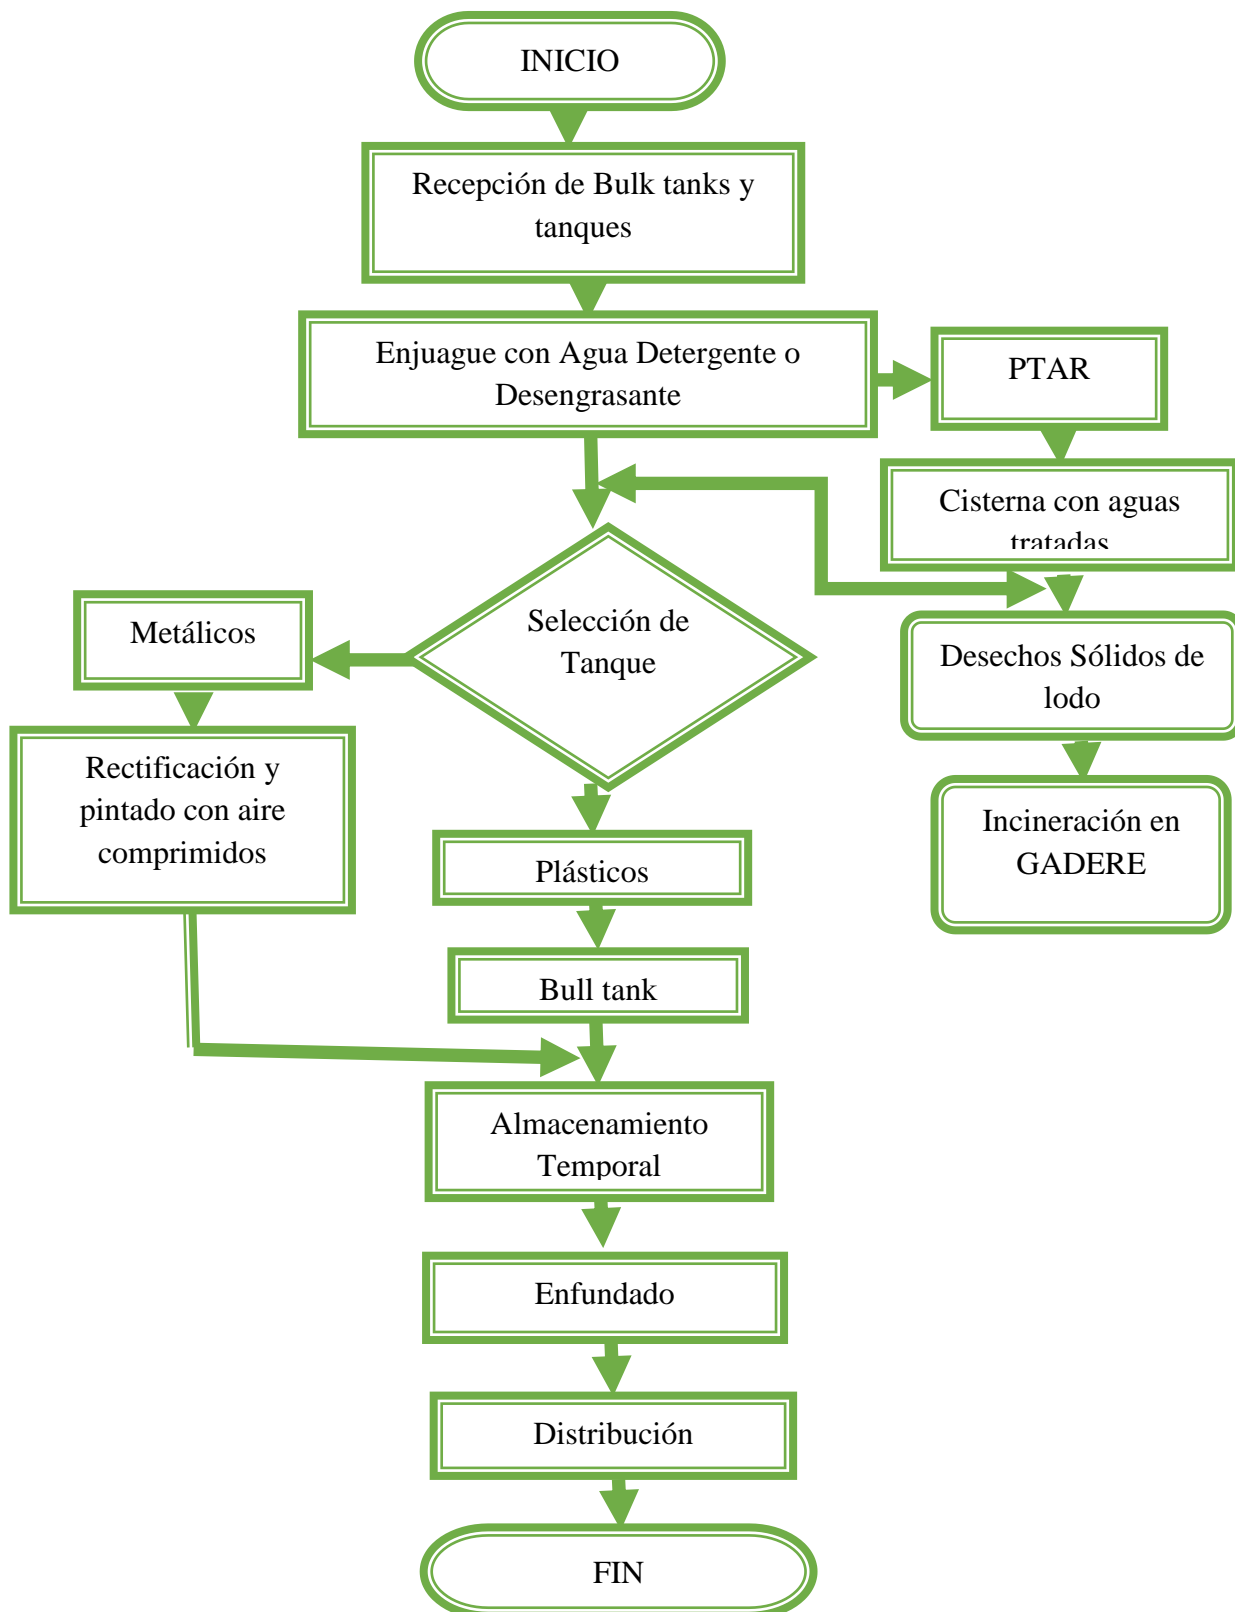 INICIO
Recepción de Bulk tanks y
tanques
Enjuague con Agua Detergente o
Desengrasante
PTAR
Cisterna con aguas
tratadas
Selección de
Tanque
Metálicos
Desechos Sólidos de
lodo
Rectificación y
pintado con aire
comprimidos
Incineración en
GADERE
Plásticos
Bull tank
Almacenamiento
Temporal
Enfundado
Distribución
FIN